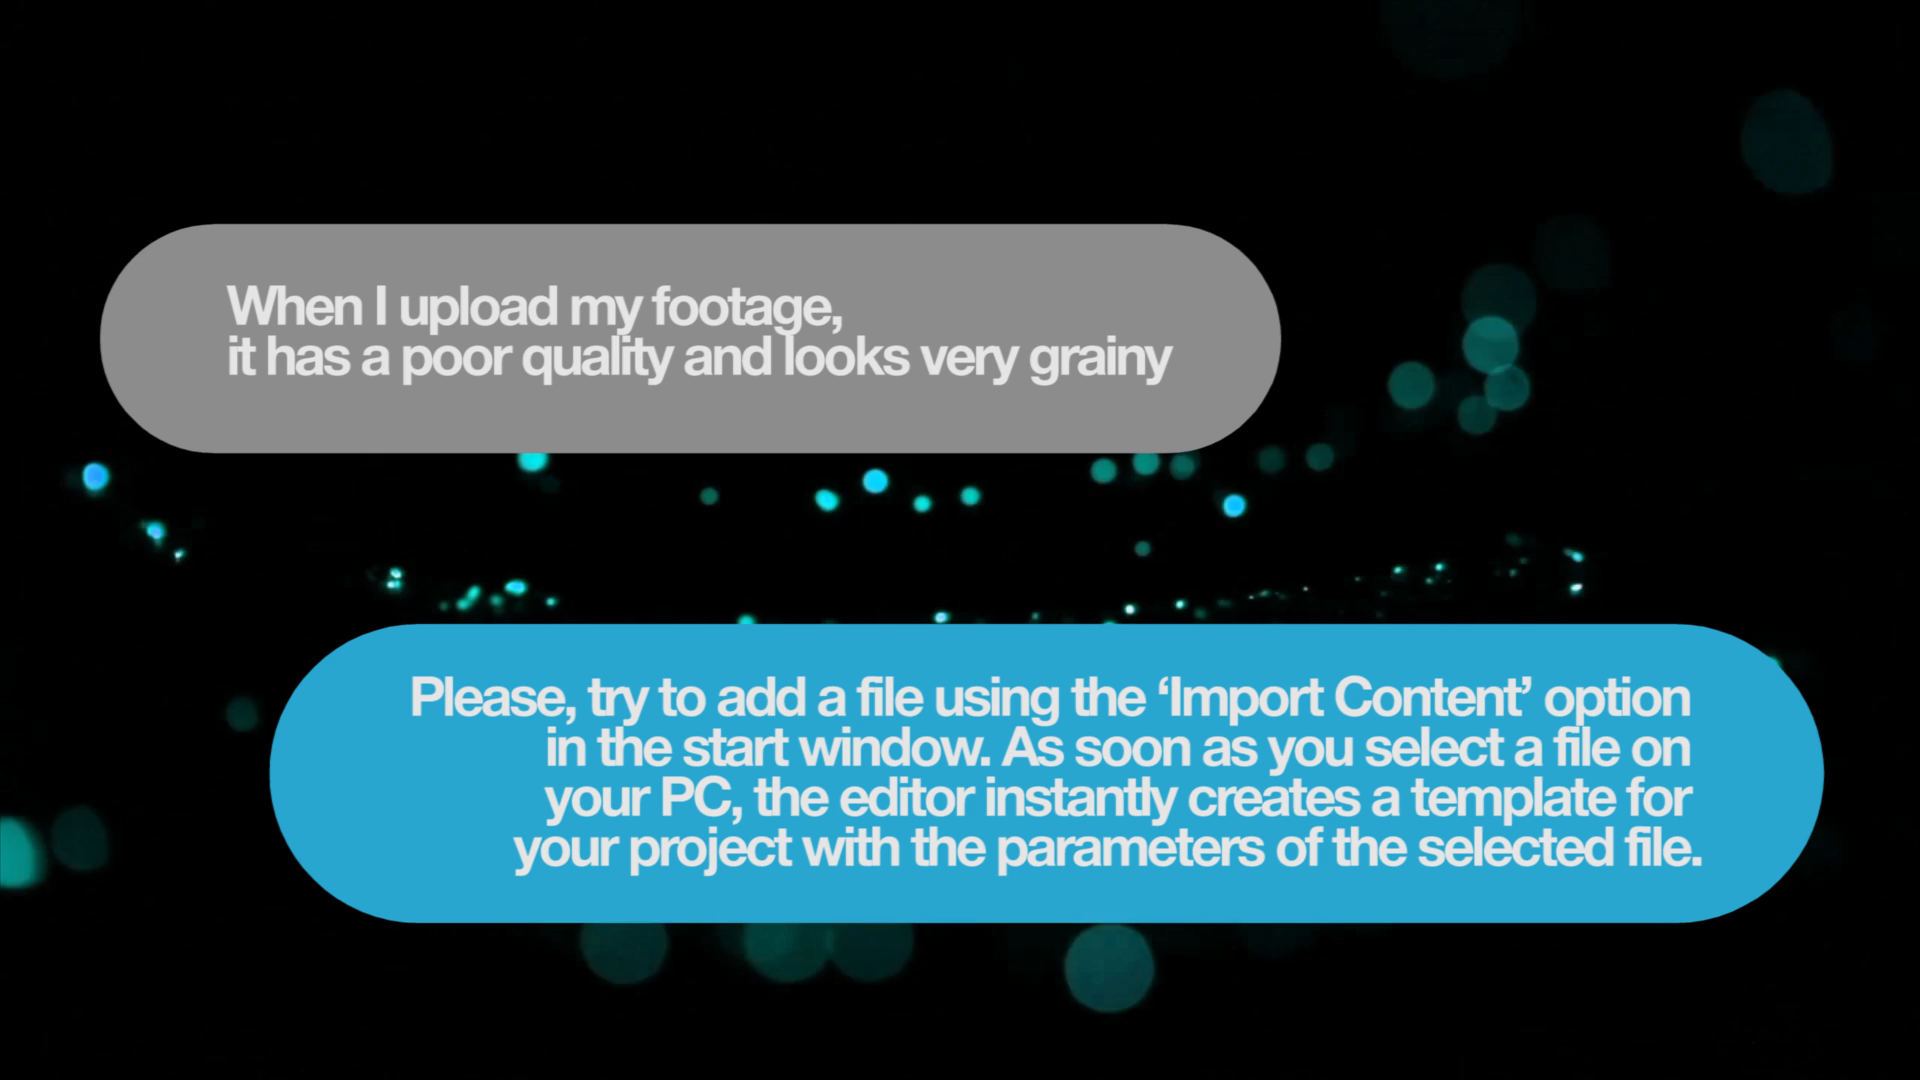 When I upload my footage,
it has a poor quality and looks very grainy
Please, try to add a file using the ‘Import Content’ option
in the start window. As soon as you select a file on
your PC, the editor instantly creates a template for
your project with the parameters of the selected file.